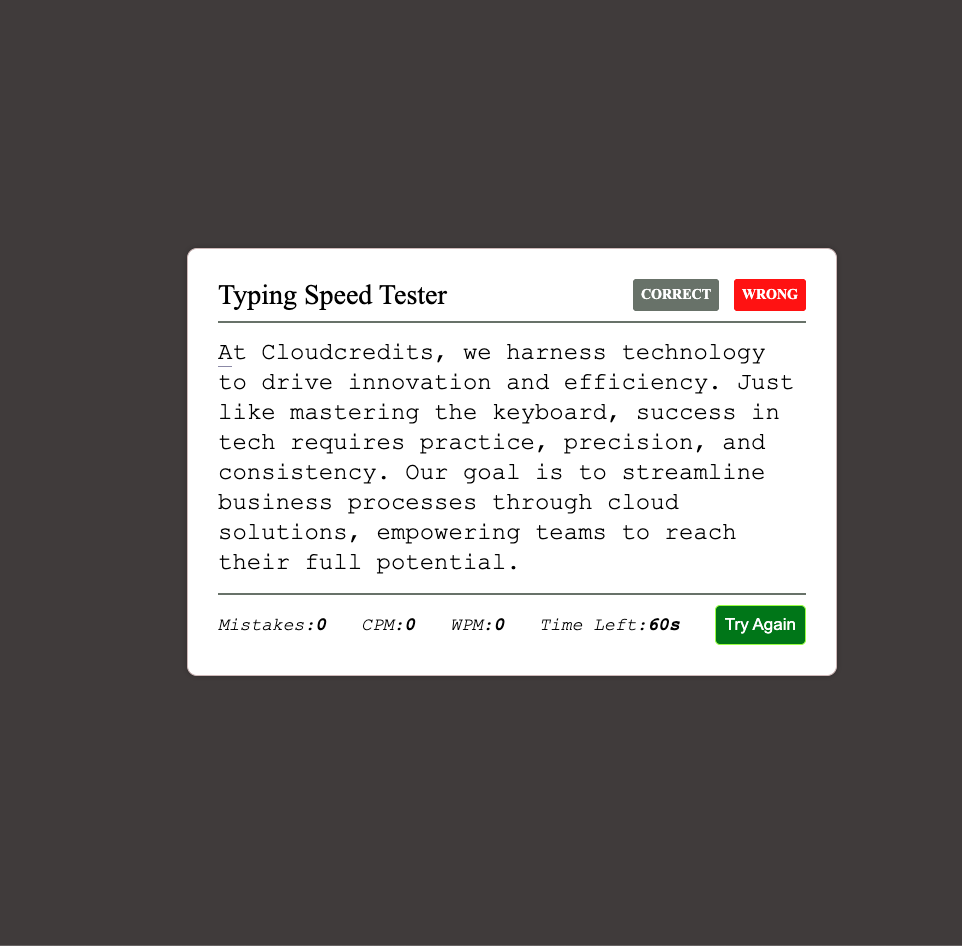 Typing Speed Tester CORRECT WRONG
At Cloudcredits, we harness technology
to drive innovation and efficiency. Just
like mastering the keyboard, success in
tech requires practice, precision, and
consistency. Our goal is to streamline
business processes through cloud
solutions, empowering teams to reach
their full potential.
Mistakes:0 CPM:0 WPM:0 Time Left:60s Try Again